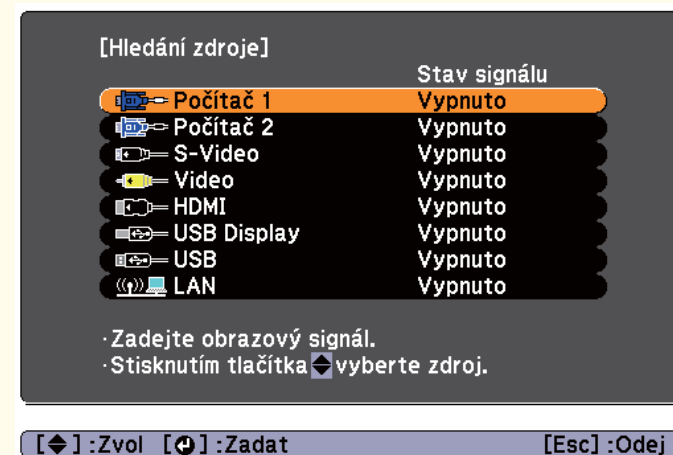 [Hledání zdroje]
Stav signálu
Počítač 1 Vypnuto
Počítač 2 Vypnuto
S-Video Vypnuto
Video Vypnuto
HDMI Vypnuto
USB Display Vypnuto
USB Vypnuto
LAN Vypnuto
·Zadejte obrazový signál.
·Stisknutím tlačítka vyberte zdroj.
[ ] :Zvol [ ] :Zadat [Esc] :Odej